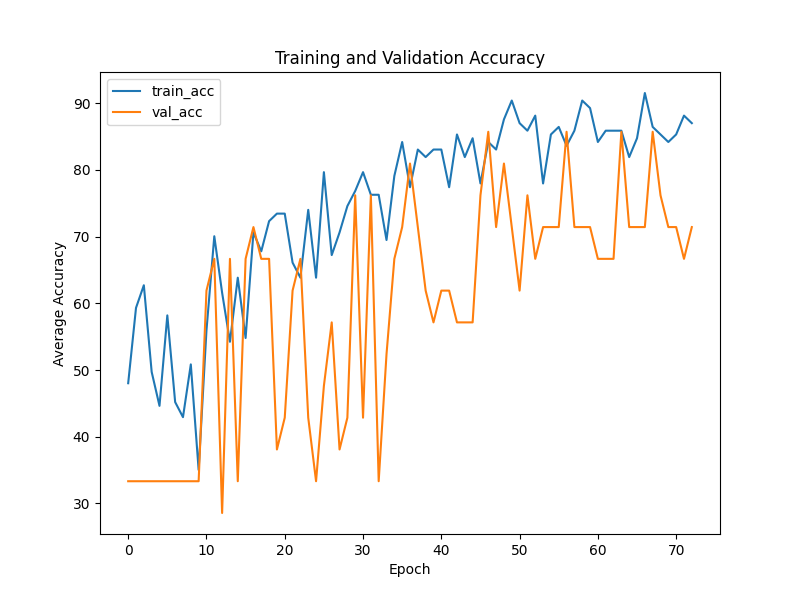 Training and Validation Accuracy
train_acc
val_acc
Average Accuracy
90
80
70
60
50
40
30
0 10 20 30 40 50 60 70
Epoch